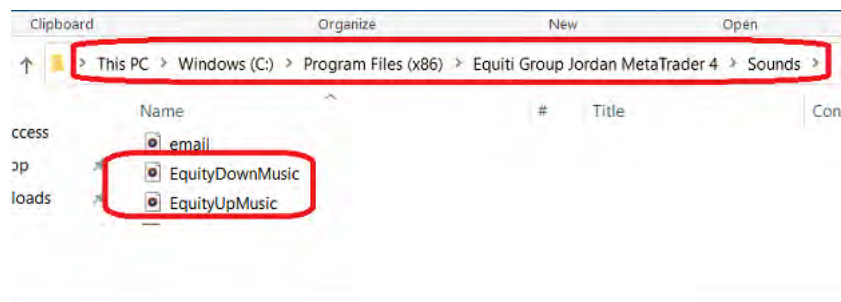 Clipboard Organize New Open
This PC > Windows (C:) > Program Files (x86) > Equiti Group Jordan MetaTrader 4 > Sounds >
Name # Title Con
ccess
email
op
EquityDownMusic
loads
EquityUpMusic